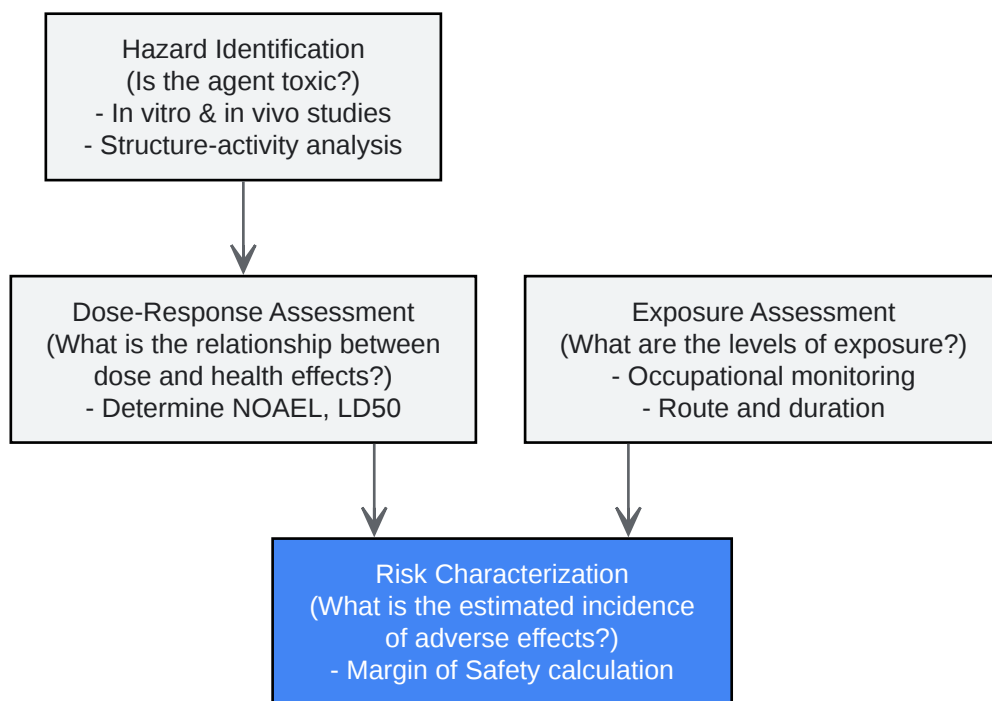 Hazard Identification
(Is the agent toxic?)
- In vitro & in vivo studies
- Structure-activity analysis
Dose-Response Assessment
(What is the relationship between
dose and health effects?)
- Determine NOAEL, LD50
Exposure Assessment
(What are the levels of exposure?)
- Occupational monitoring
- Route and duration
Risk Characterization
(What is the estimated incidence
of adverse effects?)
- Margin of Safety calculation